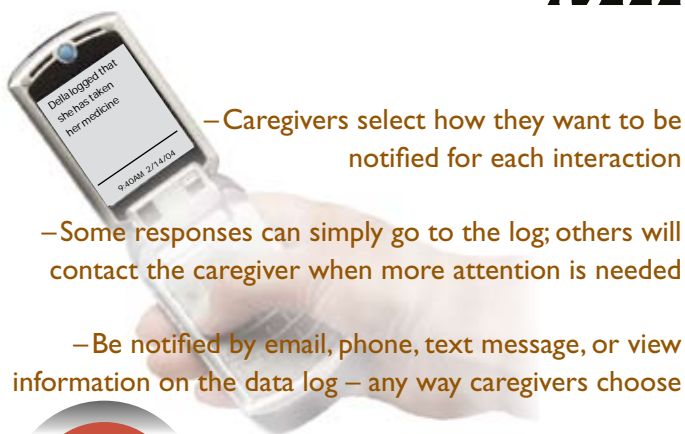 Della logged that
she has taken
her medicine
9:40AM 2/14/04
–Caregivers select how they want to be
notified for each interaction
–Some responses can simply go to the log; others will
contact the caregiver when more attention is needed
–Be notified by email, phone, text message, or view
information on the data log – any way caregivers choose